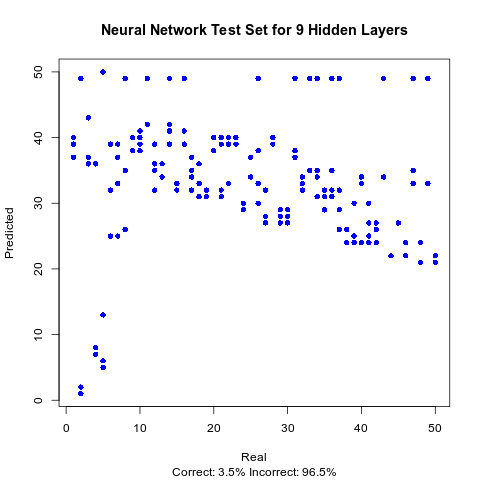 Neural Network Test Set for 9 Hidden Layers
50
40
30
20
10
0
Predicted
0 10 20 30 40 50
Real
Correct: 3.5% Incorrect: 96.5%